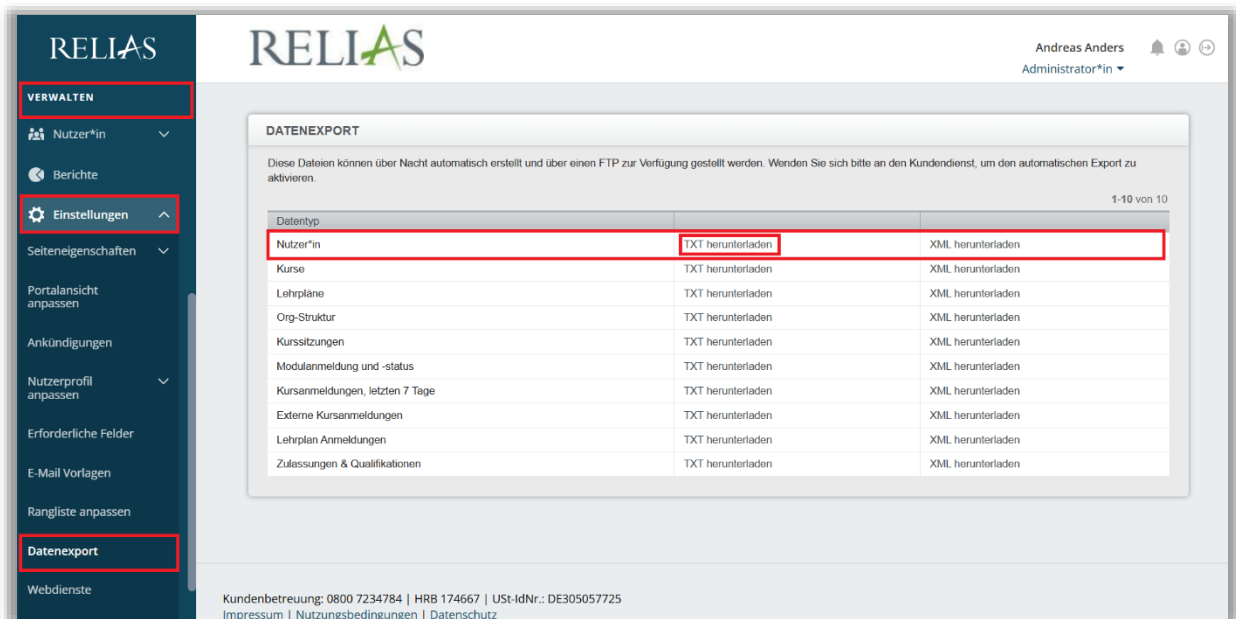 RELIAS
VERWALTEN
Nutzer*in
Berichte
Einstellungen
Seiteneigenschaften
Portalansicht
anpassen
Ankündigungen
Nutzerprofil
anpassen
Erforderliche Felder
E-Mail Vorlagen
Rangliste anpassen
Datenexport
Webdienste
RELIAS
Andreas Anders
Administrator*in
DATENEXPORT
Diese Dateien können über Nacht automatisch erstellt und über einen FTP zur Verfügung gestellt werden. Wenden Sie sich bitte an den Kundendienst, um den automatischen Export zu
aktivieren.
1-10 von 10
Datentyp
Nutzer*in TXT herunterladen XML herunterladen
Kurse TXT herunterladen XML herunterladen
Lehrpläne TXT herunterladen XML herunterladen
Org-Struktur TXT herunterladen XML herunterladen
Kurssitzungen TXT herunterladen XML herunterladen
Modulanmeldung und -status TXT herunterladen XML herunterladen
Kursanmeldungen, letzten 7 Tage TXT herunterladen XML herunterladen
Externe Kursanmeldungen TXT herunterladen XML herunterladen
Lehrplan Anmeldungen TXT herunterladen XML herunterladen
Zulassungen & Qualifikationen TXT herunterladen XML herunterladen
Kundenbetreuung: 0800 7234784 | HRB 174667 | USt-IdNr.: DE305057725
Impressum | Nutzungsbedingungen | Datenschutz